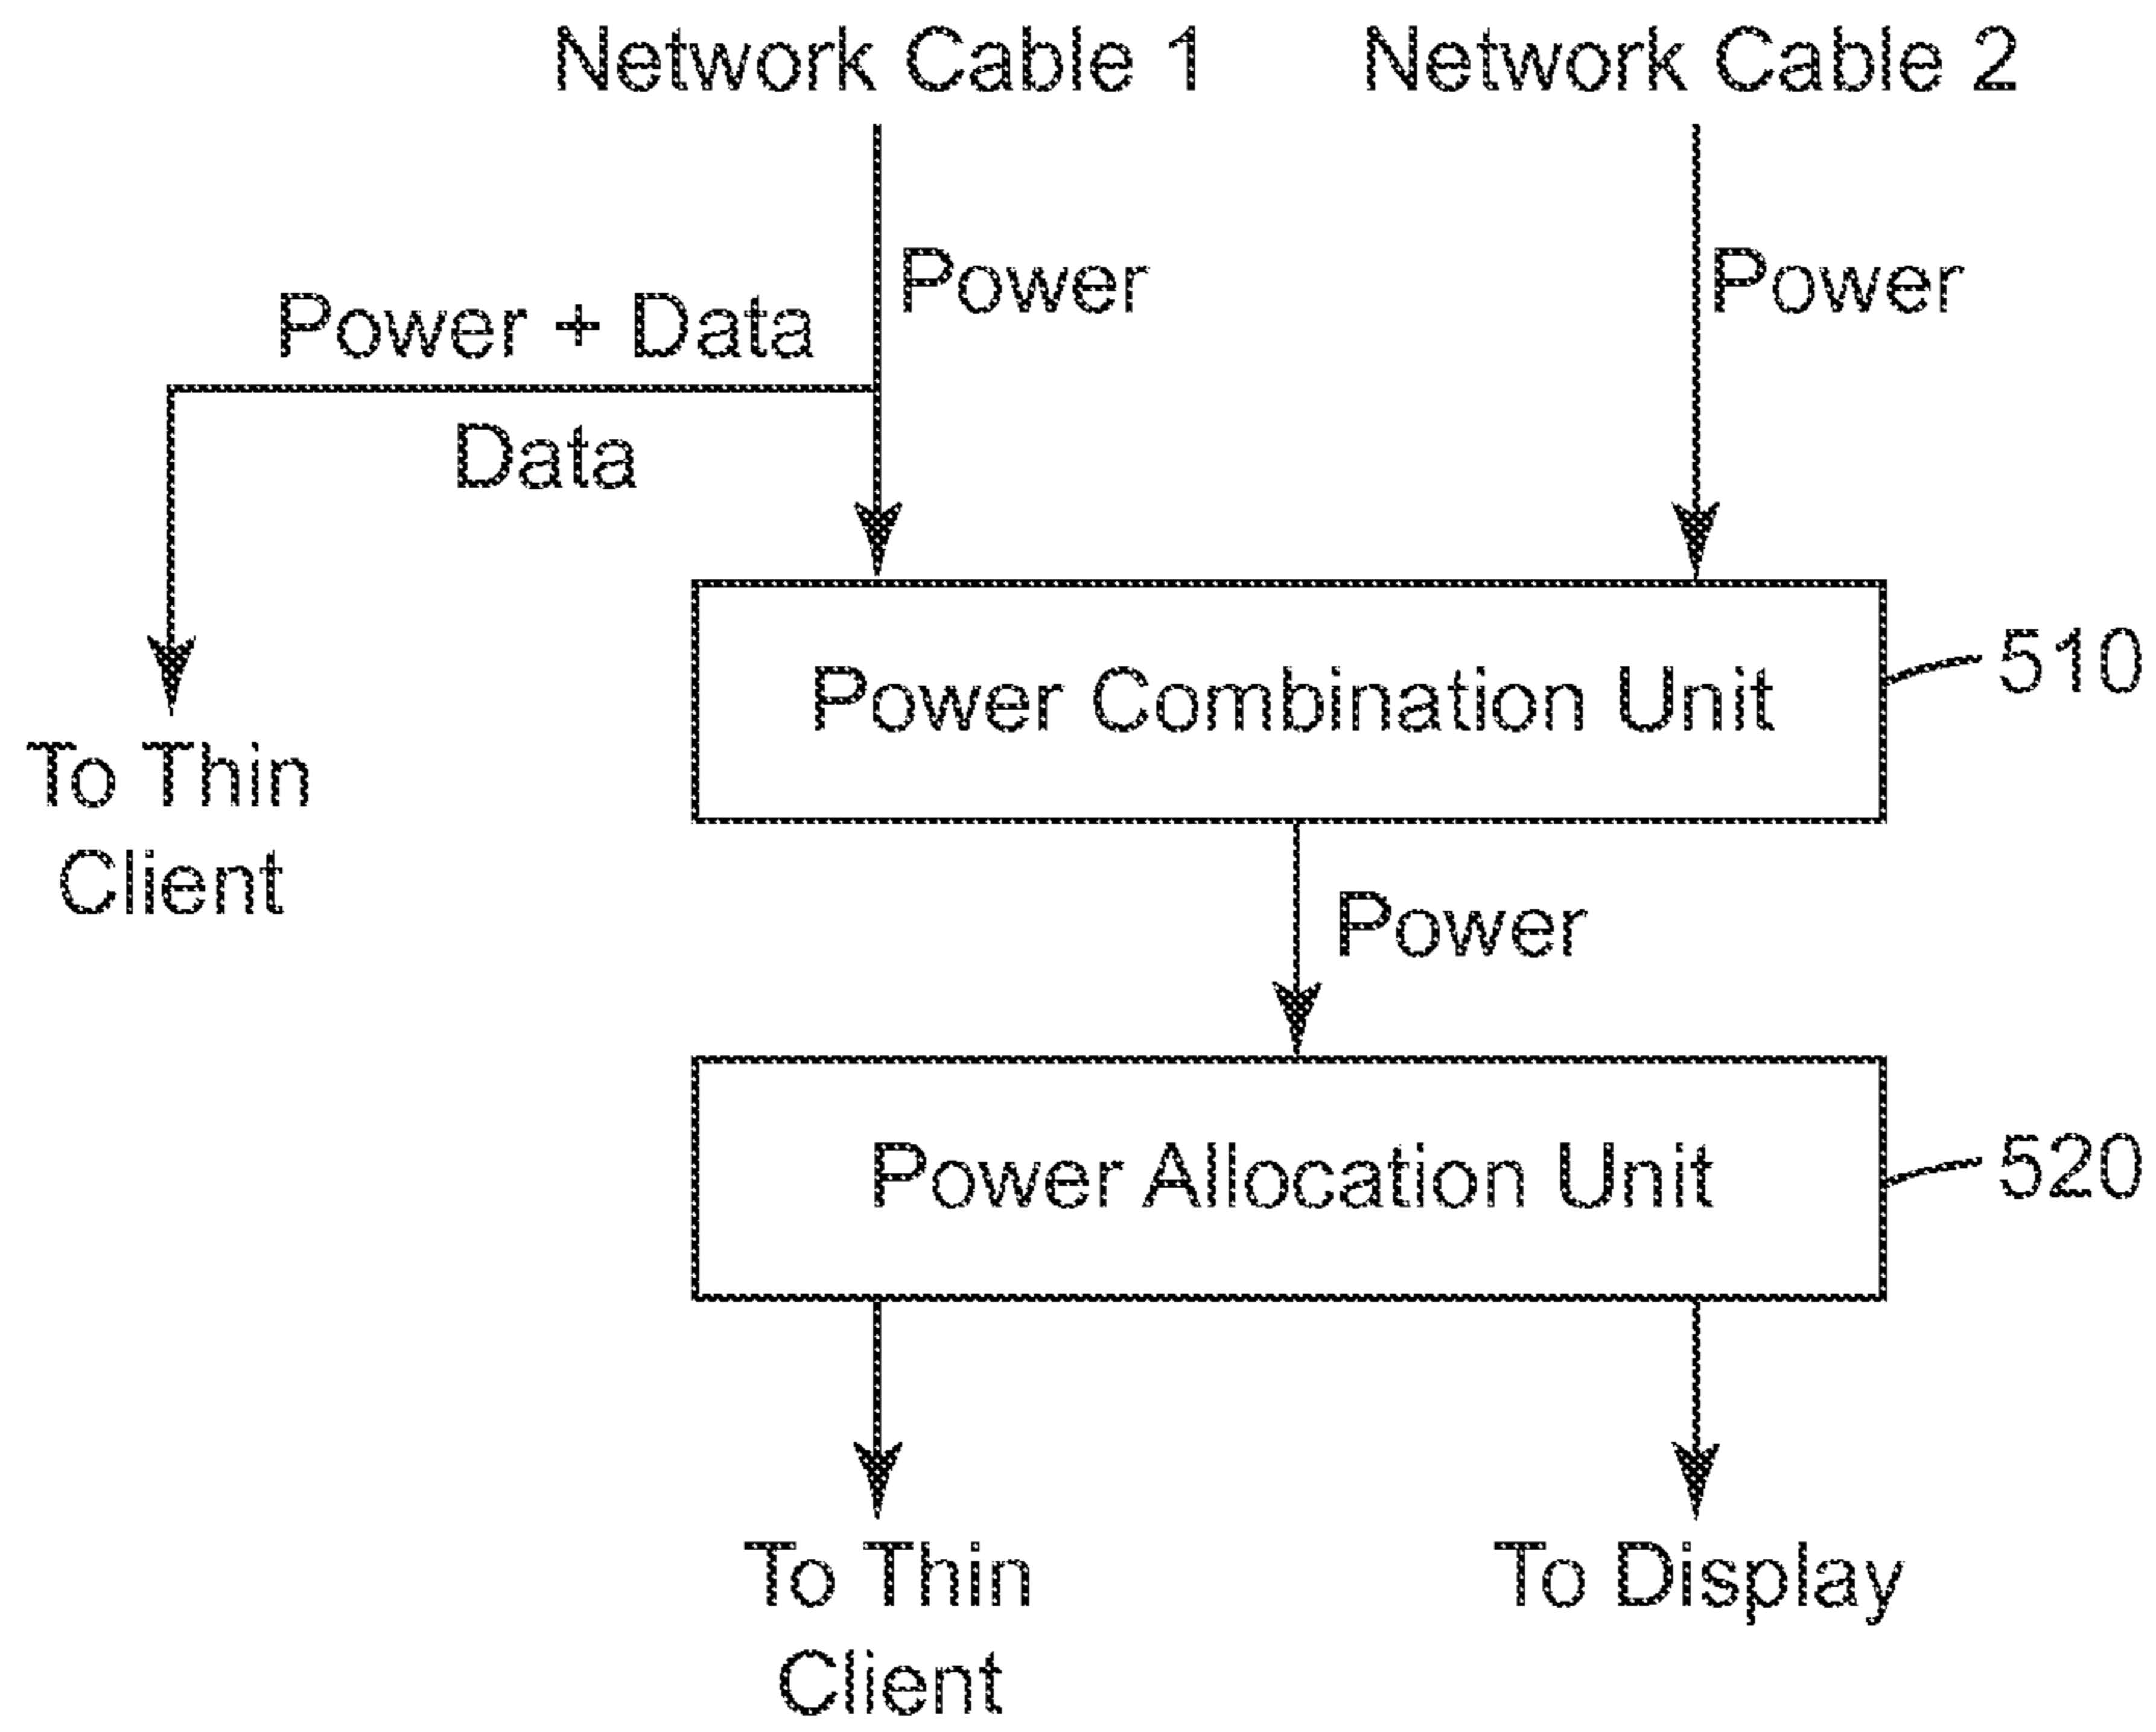 Network Cable 1
Network Cable 2
Power
Power
Power + Data
Data
510
Power Combination Unit
To Thin
Client
Power
520
Power Allocation Unit
To Thin
Client
To Display